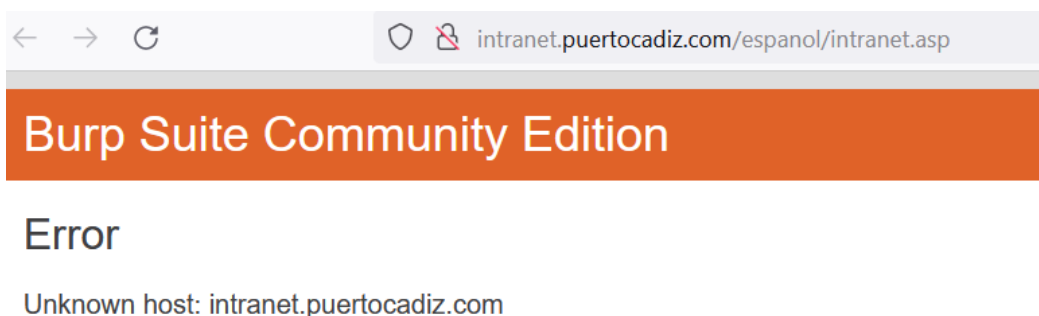 intranet.puertocadiz.com/espanol/intranet.asp
Burp Suite Community Edition
Error
Unknown host: intranet.puertocadiz.com